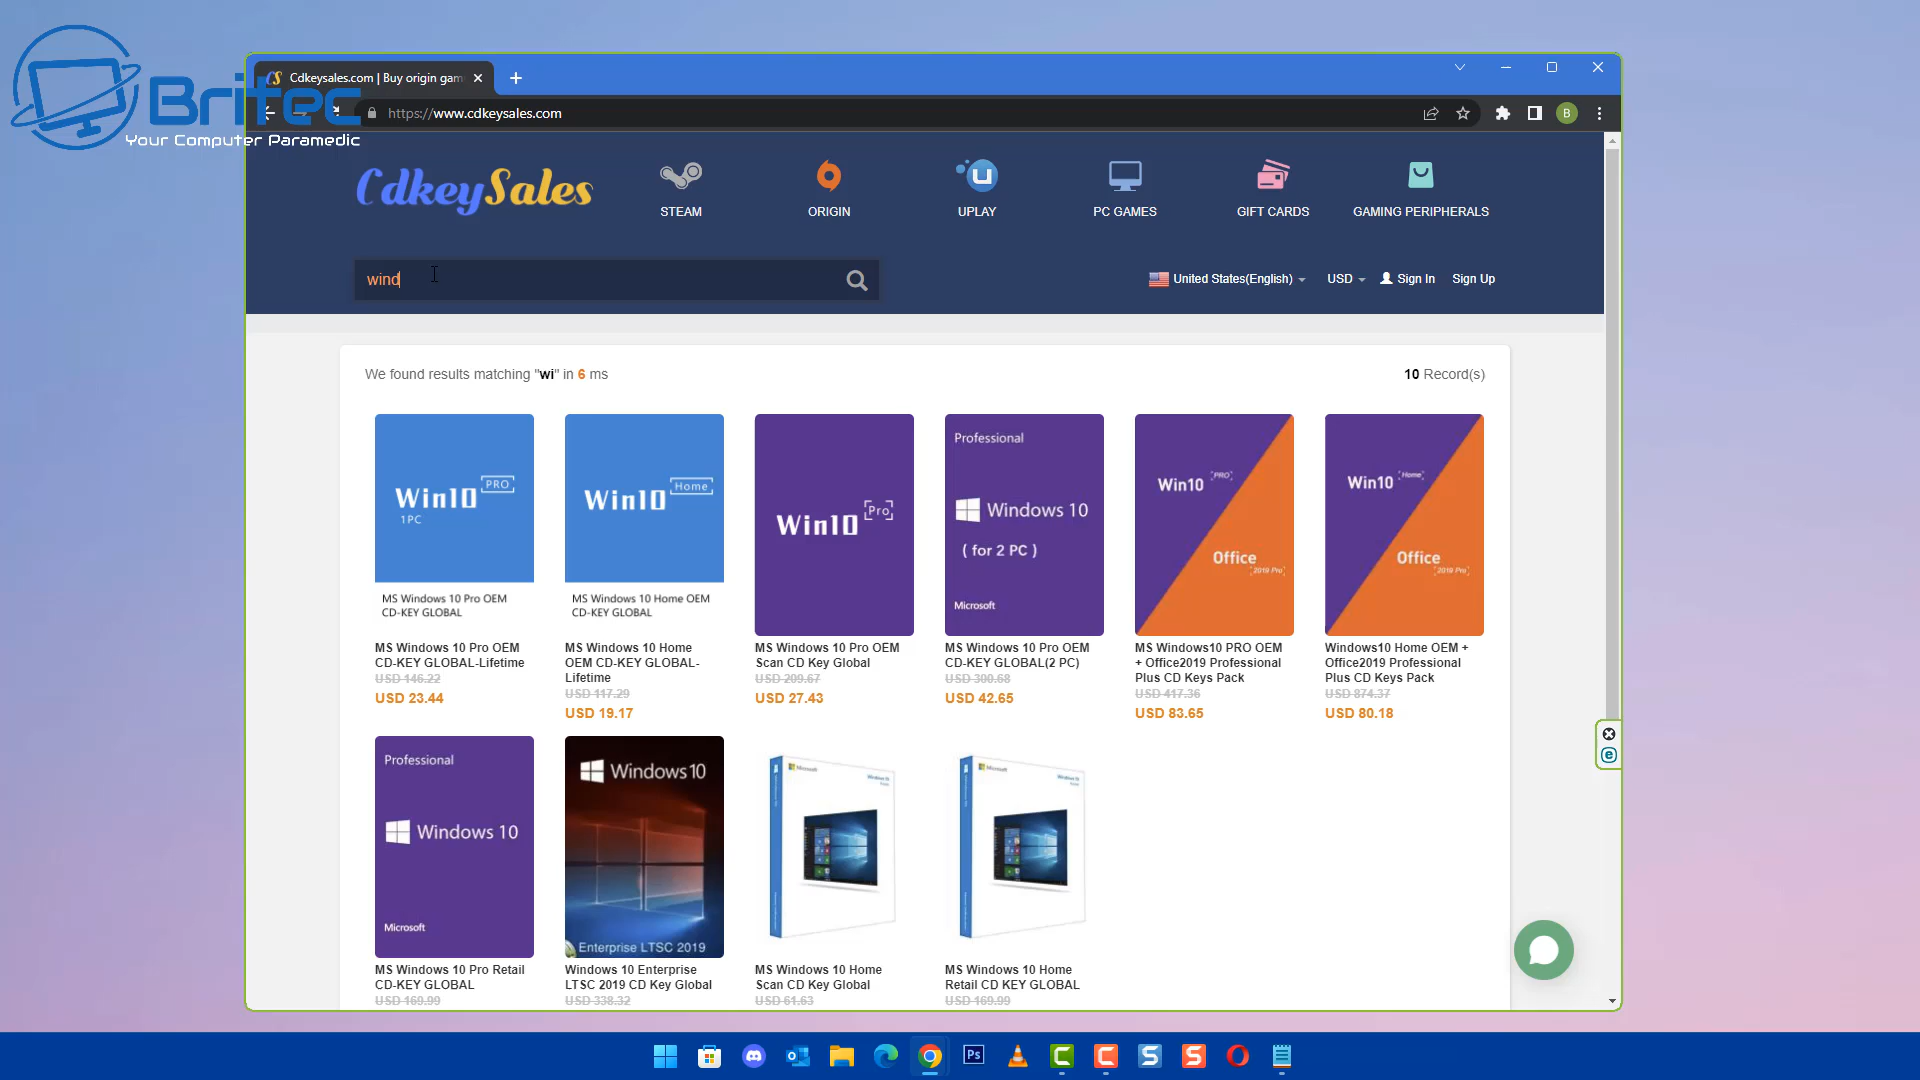 Britec
Your Computer Paramedic
Cdkeysales.com | Buy origin gam
https://www.cdkeysales.com
B
CdkeySales
STEAM
ORIGIN
UPLAY
PC GAMES
GIFT CARDS
GAMING PERIPHERALS
wind
United States(English)
USD
Sign In
Sign Up
We found results matching "wi" in 6 ms
10 Record(s)
Win10 PRO
1PC
MS Windows 10 Pro OEM
CD-KEY GLOBAL
Win10 Home
MS Windows 10 Home OEM
CD-KEY GLOBAL
Win10 Pro
Professional
Windows 10
( for 2 PC )
Microsoft
Win10 PRO
Office
2019 Pro
Win10 Home
Office
2019 Pro
MS Windows 10 Pro OEM
CD-KEY GLOBAL-Lifetime
USD 146.22
USD 23.44
MS Windows 10 Home
OEM CD-KEY GLOBAL-
Lifetime
USD 117.29
USD 19.17
MS Windows 10 Pro OEM
Scan CD Key Global
USD 209.67
USD 27.43
MS Windows 10 Pro OEM
CD-KEY GLOBAL(2 PC)
USD 300.68
USD 42.65
MS Windows10 PRO OEM
+ Office2019 Professional
Plus CD Keys Pack
USD 417.36
USD 83.65
Windows10 Home OEM +
Office2019 Professional
Plus CD Keys Pack
USD 874.37
USD 80.18
Professional
Windows 10
Microsoft
Windows 10
Enterprise LTSC 2019
Microsoft
Microsoft
MS Windows 10 Pro Retail
CD-KEY GLOBAL
USD 169.99
Windows 10 Enterprise
LTSC 2019 CD Key Global
USD 338.32
MS Windows 10 Home
Scan CD Key Global
USD 61.63
MS Windows 10 Home
Retail CD KEY GLOBAL
USD 169.99
Ps